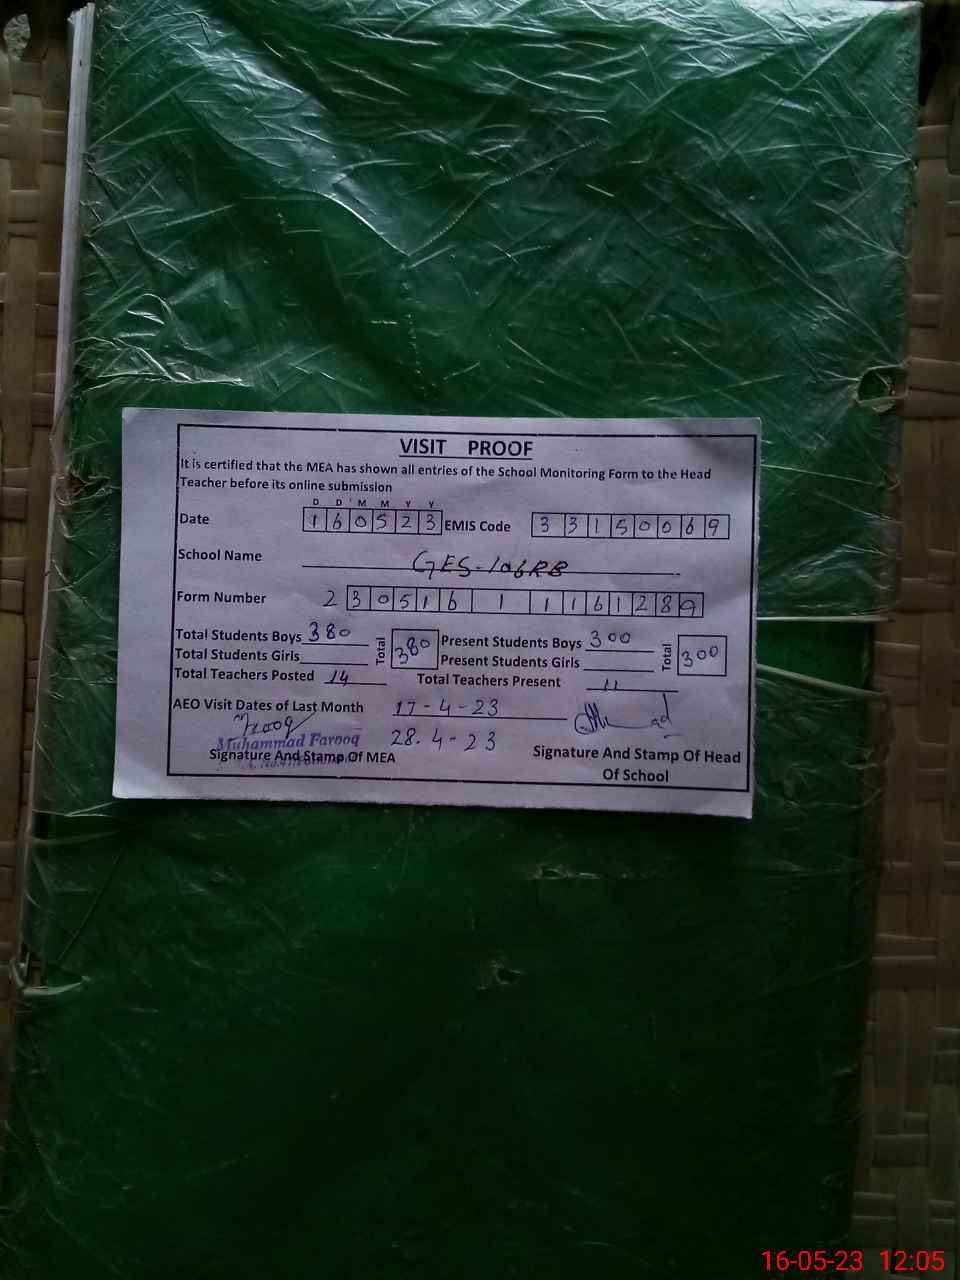 VISIT PROOF
It is certified that the MEA has shown all entries of the School Monitoring Form to the Head
Teacher before its online submission
D D M M Y Y
Date 1 6 0 5 2 3 EMIS Code 3 3 1 5 0 0 6 9
School Name GES-106RB
Form Number 2 3 0 5 1 6 1 1 1 6 1 2 8 9
Total Students Boys 380 Total 380 Present Students Boys 300 Total 300
Total Students Girls Present Students Girls
Total Teachers Posted 14 Total Teachers Present 11
AEO Visit Dates of Last Month 17-4-23
Farooq
Muhammad Farooq 28.4-23
Signature And Stamp Of MEA Signature And Stamp Of Head
Of School
16-05-23 12:05